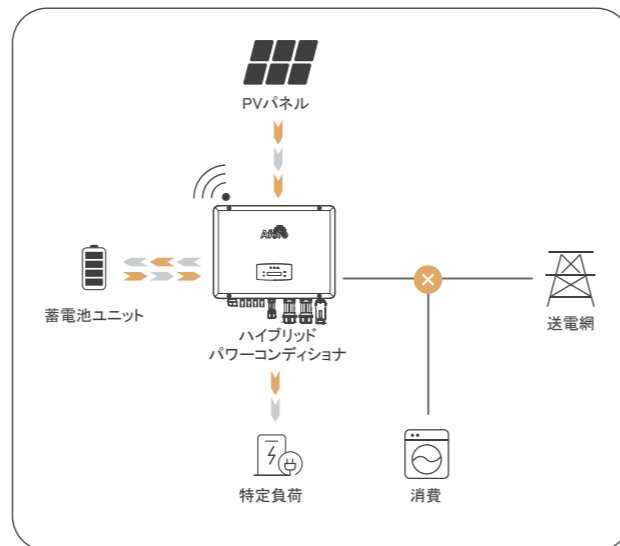 PVパネル
蓄電池ユニット
ハイブリッド
パワーコンディショナ
送電網
特定負荷
消費